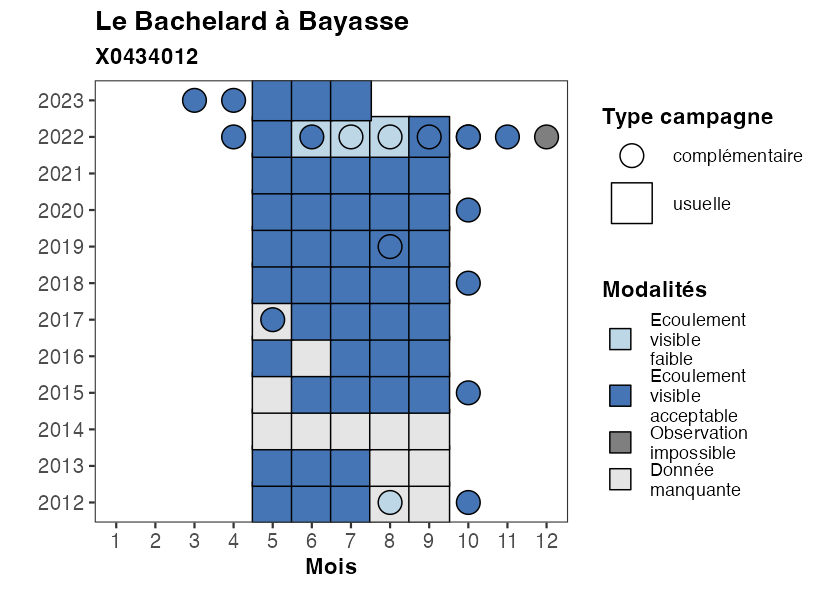 Le Bachelard à Bayasse
X0434012
2023
2022
2021
2020
2019
2018
2017
2016
2015
2014
2013
2012
1 2 3 4 5 6 7 8 9 10 11 12
Mois
Type campagne
complémentaire
usuelle
Modalités
Ecoulement
visible
faible
Ecoulement
visible
acceptable
Observation
impossible
Donnée
manquante